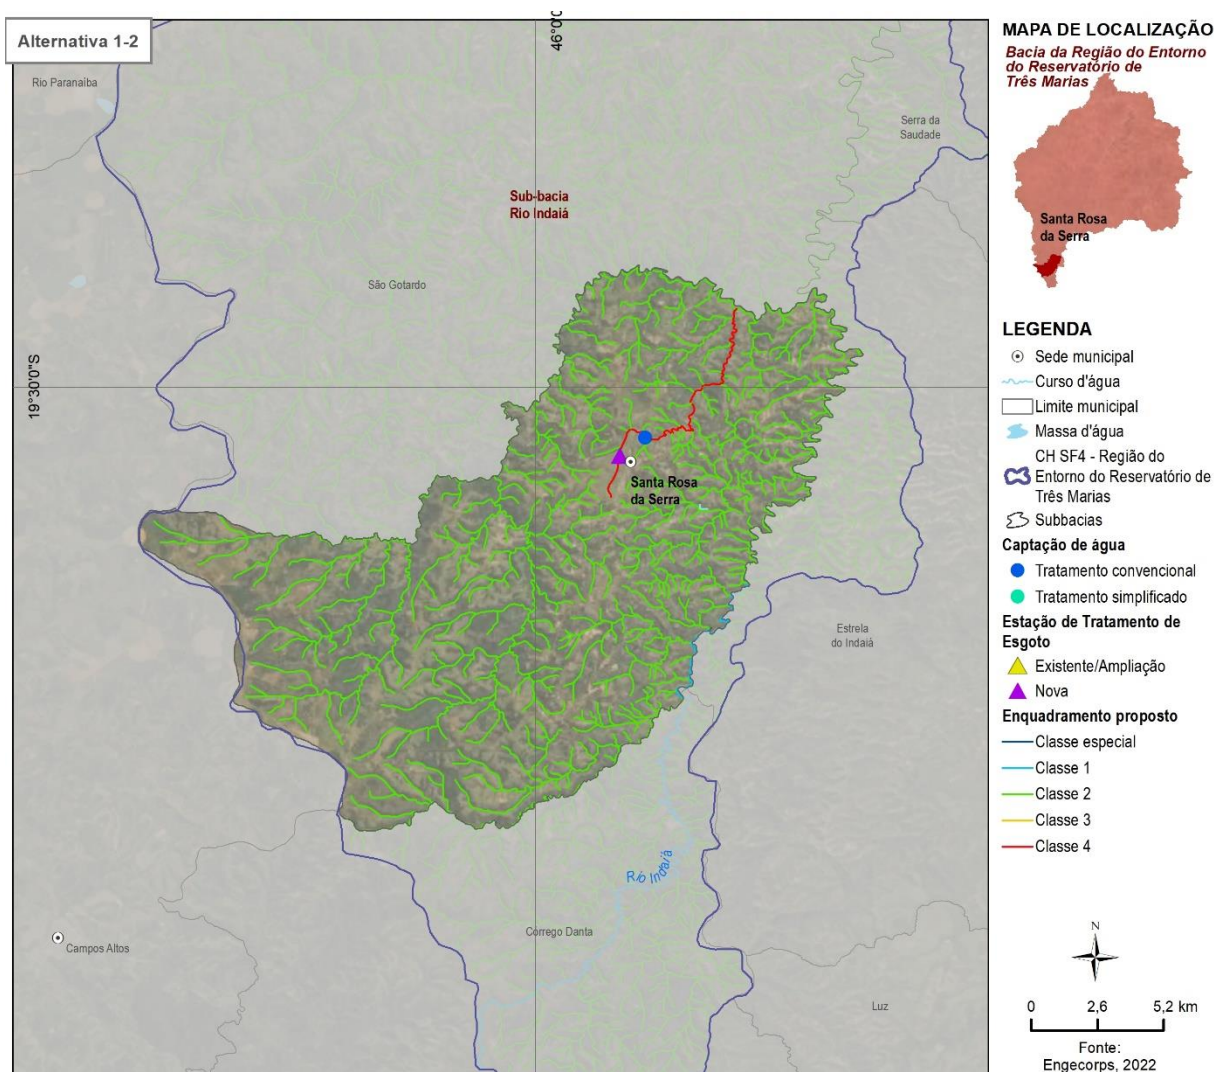 Alternativa 1-2
46°0'0
19°30'0"S
Rio Paranaíba
Serra da
Saudade
Sub-bacia
Rio Indaiá
São Gotardo
Santa Rosa
da Serra
Estrela
do Indaiá
Rio Indaiá
Corrego Danta
Campos Altos
Luz
MAPA DE LOCALIZAÇÃO
Bacia da Região do Entorno
do Reservatório de
Três Marias
Santa Rosa
da Serra
LEGENDA
Sede municipal
Curso d'água
Limite municipal
Massa d'água
CH SF4 - Região do
Entorno do Reservatório de
Três Marias
Subbacias
Captação de água
Tratamento convencional
Tratamento simplificado
Estação de Tratamento de
Esgoto
Existente/Ampliação
Nova
Enquadramento proposto
Classe especial
Classe 1
Classe 2
Classe 3
Classe 4
N
0 2,6 5,2 km
Fonte:
Engecorps, 2022